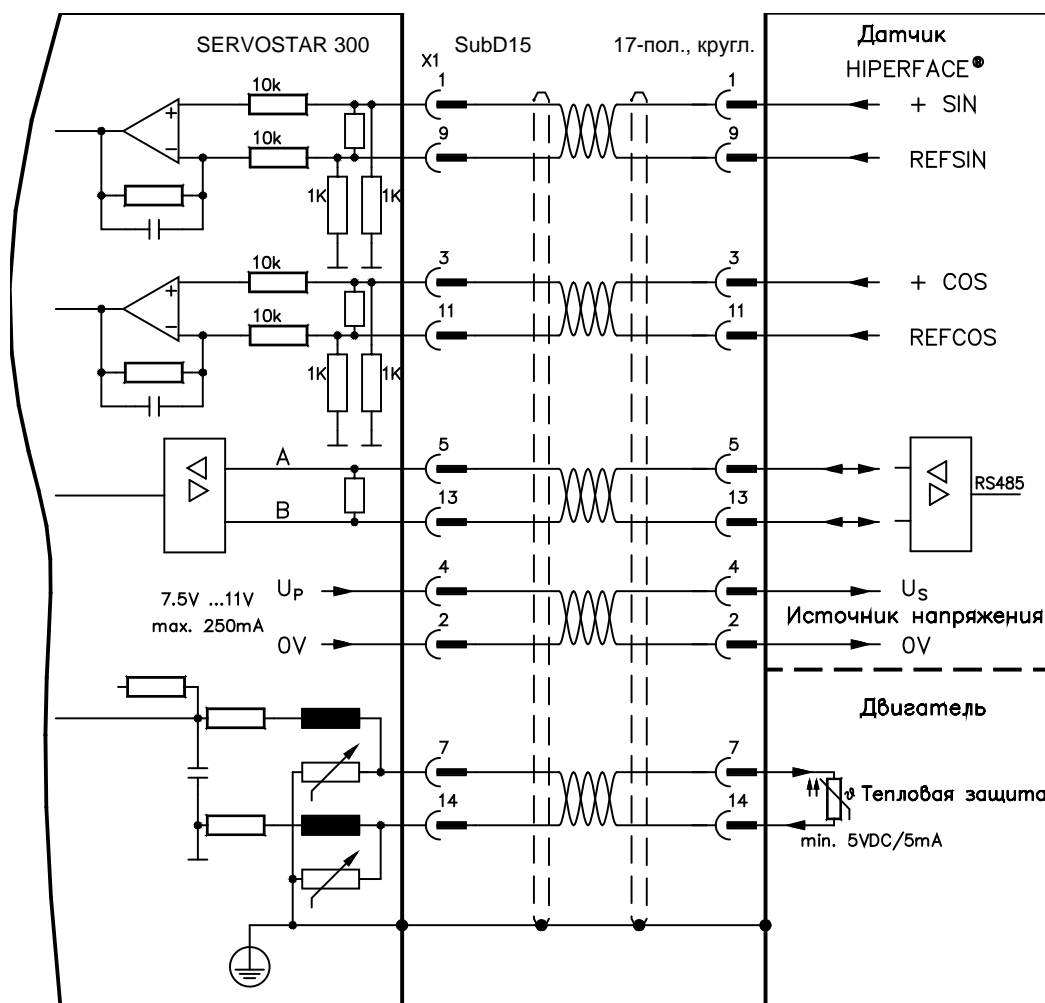 SERVOSTAR 300
SubD15
17-пол., кругл.
Датчик
HIPERFACE®
X1
10k
1
1
+ SIN
+
10k
9
9
REFSIN
−
1K
1K
10k
3
3
+ COS
+
10k
11
11
REFCOS
−
1K
1K
A
5
5
RS485
B
13
13
7.5V ...11V
max. 250mA
UP
4
4
US
Источник напряжения
0V
2
2
0V
Двигатель
7
7
ϑ Тепловая защита
14
14
min. 5VDC/5mA